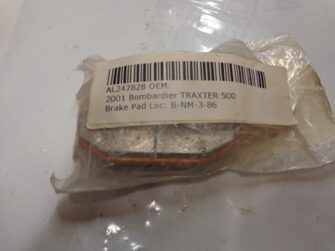 AL247828 OEM:
2001 Bombardier TRAXTER 500
Brake Pad Loc: B-NM-3-86